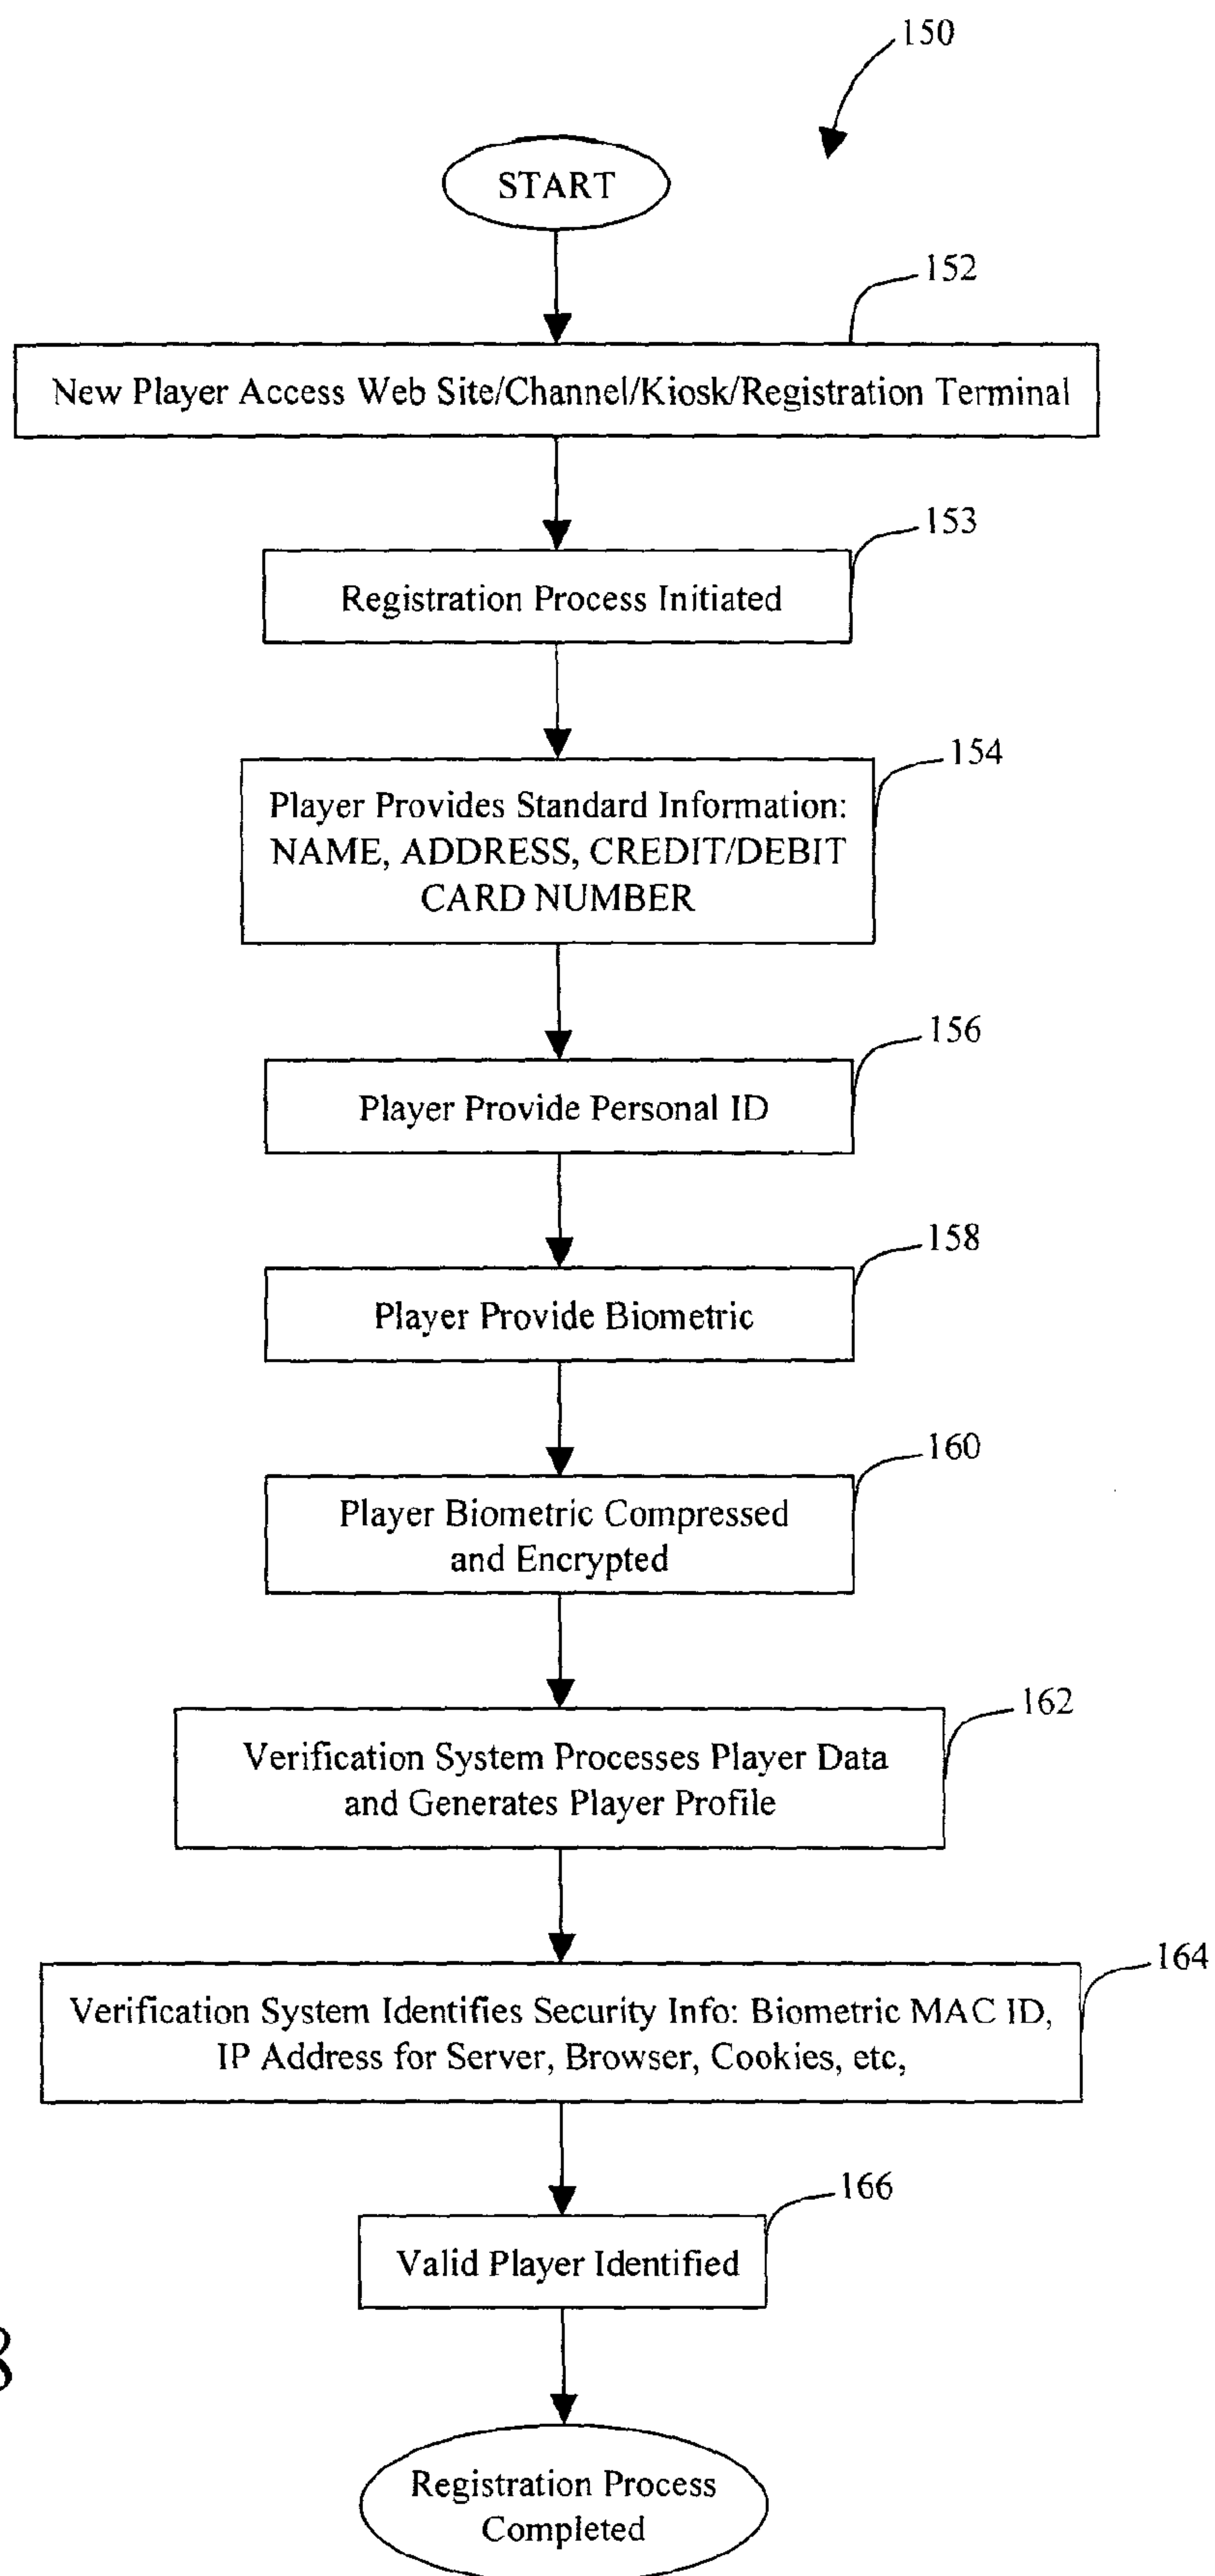 150
START
152
New Player Access Web Site/Channel/Kiosk/Registration Terminal
153
Registration Process Initiated
154
Player Provides Standard Information:
NAME, ADDRESS, CREDIT/DEBIT
CARD NUMBER
156
Player Provide Personal ID
158
Player Provide Biometric
160
Player Biometric Compressed
and Encrypted
162
Verification System Processes Player Data
and Generates Player Profile
164
Verification System Identifies Security Info: Biometric MAC ID,
IP Address for Server, Browser, Cookies, etc,
166
Valid Player Identified
Registration Process
Completed